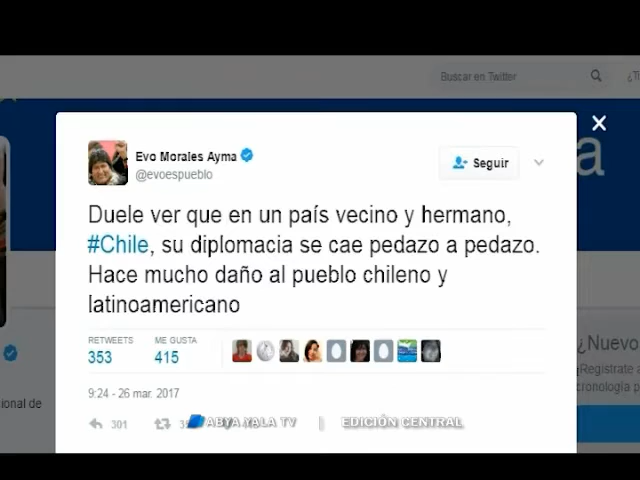 Buscar en Twitter
¿Ti
a
Evo Morales Ayma
@evoespueblo
Seguir
Duele ver que en un país vecino y hermano,
#Chile, su diplomacia se cae pedazo a pedazo.
Hace mucho daño al pueblo chileno y
latinoamericano
RETWEETS
ME GUSTA
353
415
9:24 - 26 mar. 2017
301
ABYA YALA TV | EDICIÓN CENTRAL
¿Nuevo
¡Regístrate a
cronología p
ional de